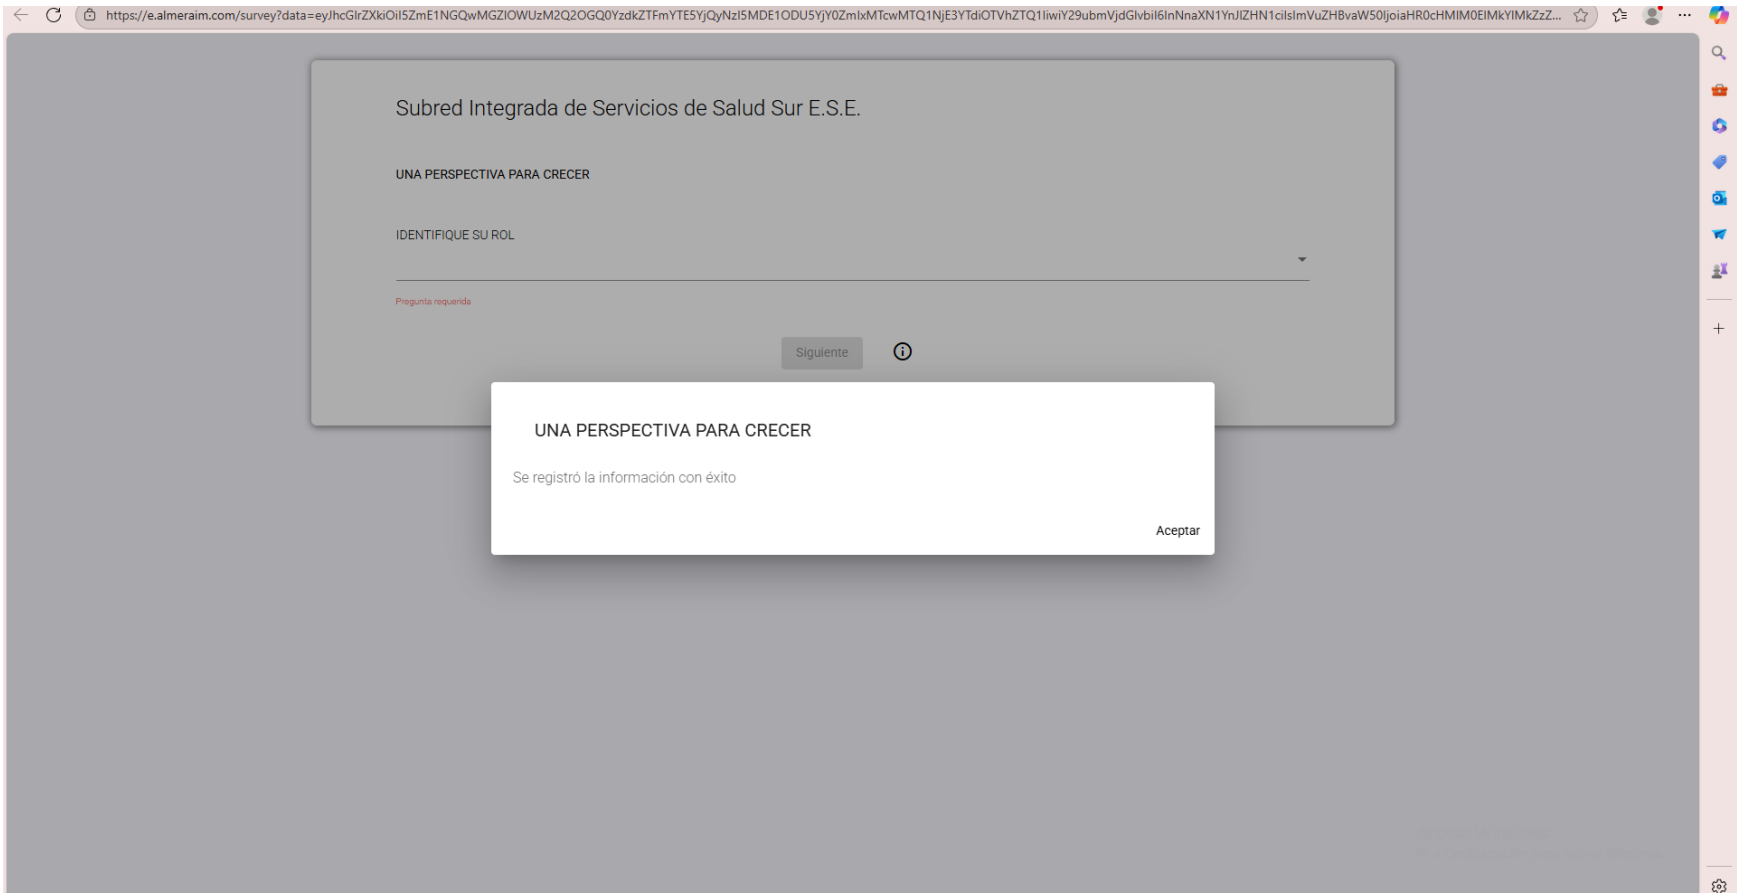 Subred Integrada de Servicios de Salud Sur E.S.E.
UNA PERSPECTIVA PARA CRECER
IDENTIFIQUE SU ROL
Pregunta requerida
Siguiente
UNA PERSPECTIVA PARA CRECER
Se registró la información con éxito
Aceptar